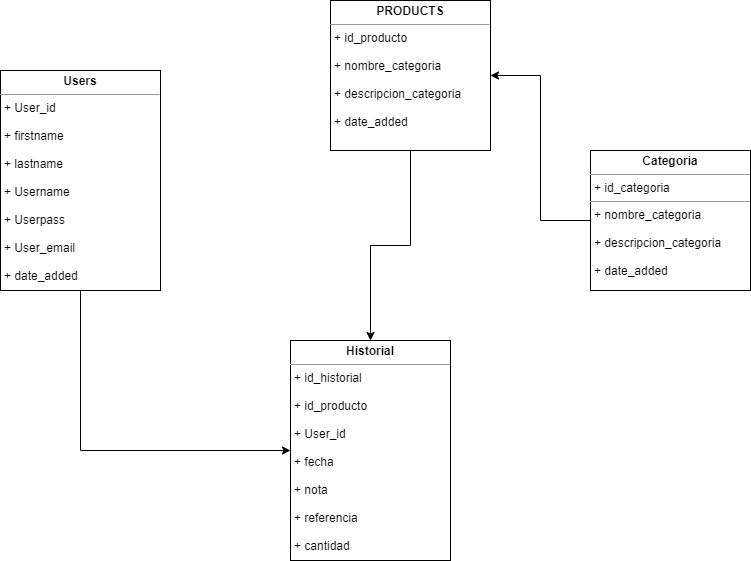 PRODUCTS
+ id_producto
+ nombre_categoria
+ descripcion_categoria
+ date_added
Users
+ User_id
+ firstname
+ lastname
+ Username
+ Userpass
+ User_email
+ date_added
Categoria
+ id_categoria
+ nombre_categoria
+ descripcion_categoria
+ date_added
Historial
+ id_historial
+ id_producto
+ User_id
+ fecha
+ nota
+ referencia
+ cantidad